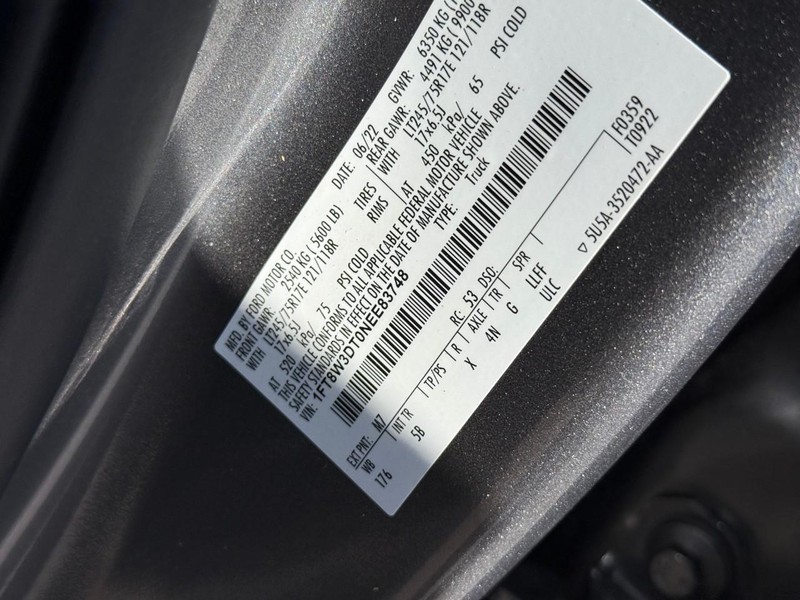 MFD. BY FORD MOTOR CO.
DATE: 06/22 GVWR: 6350 KG
FRONT GAWR: 2540 KG ( 5600 LB)
REAR GAWR: 4491 KG ( 9900
WITH LT245/75R17E 121/118R TIRES
WITH LT245/75R17E 121/118R
17x6.5J RIMS 17x6.5J
AT 520 kPa/ 75 PSI COLD AT 450 kPa/ 65 PSI COLD
THIS VEHICLE CONFORMS TO ALL APPLICABLE FEDERAL MOTOR VEHICLE
SAFETY STANDARDS IN EFFECT ON THE DATE OF MANUFACTURE SHOWN ABOVE.
VIN: 1FT8W3DT0NEE83748 TYPE: Truck
F0359
T0922
EXT PNT: M7 RC: 53 DSO:
WB INT TR TP/PS R AXLE TR SPR
176 5B X 4N G LLFF
ULC
▽ 5U5A-3520472-AA